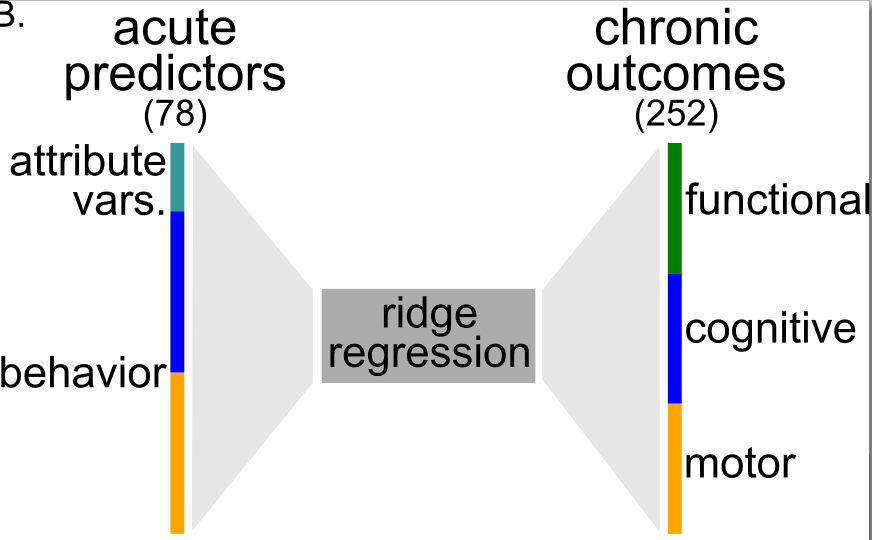 B.
acute
predictors
(78)
chronic
outcomes
(252)
attribute
vars.
behavior
ridge
regression
functional
cognitive
motor